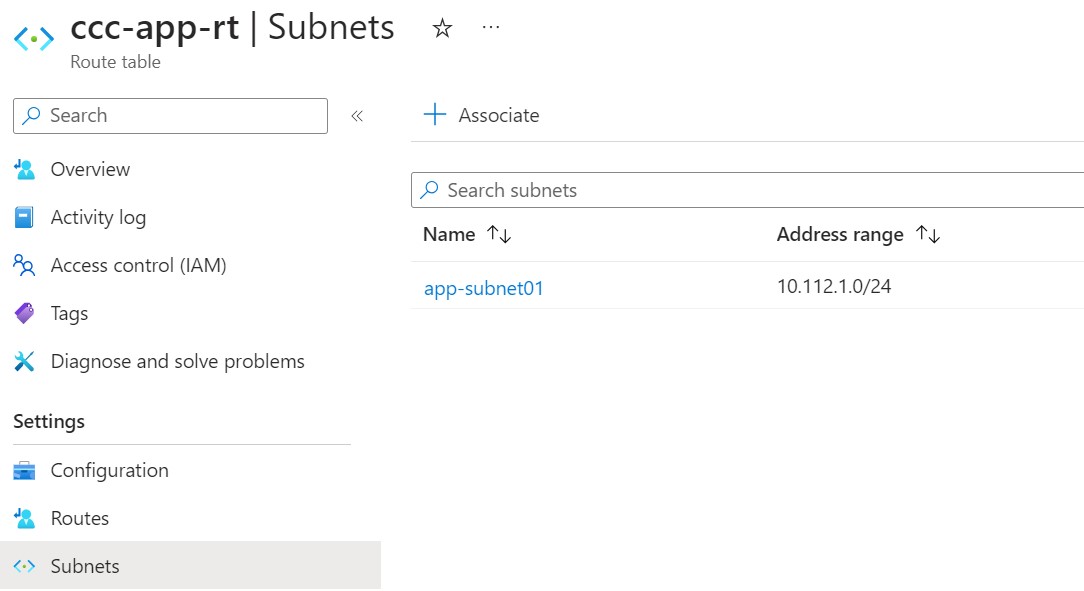 ccc-app-rt | Subnets ☆ ...
Route table
Search «
Overview
Activity log
Access control (IAM)
Tags
Diagnose and solve problems
Settings
Configuration
Routes
Subnets
+ Associate
Search subnets
Name ↑↓ Address range ↑↓
app-subnet01 10.112.1.0/24